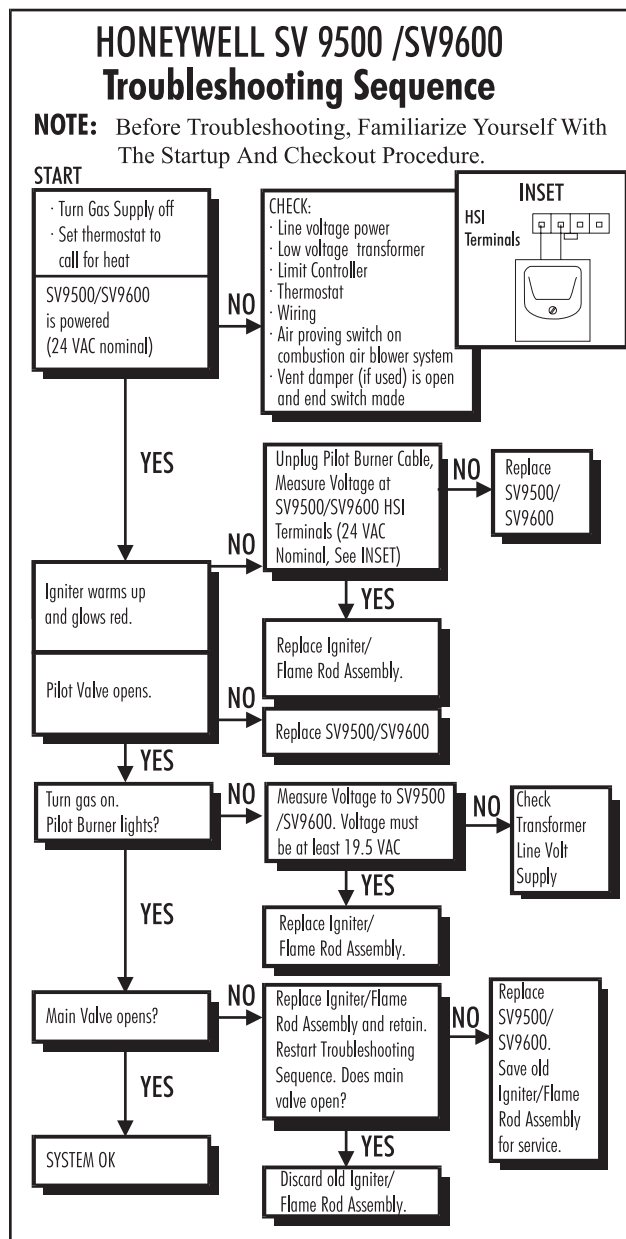 HONEYWELL SV 9500 /SV9600
Troubleshooting Sequence
NOTE: Before Troubleshooting, Familiarize Yourself With
The Startup And Checkout Procedure.
START
· Turn Gas Supply off
· Set thermostat to
call for heat
SV9500/SV9600
is powered
(24 VAC nominal)
NO
CHECK:
· Line voltage power
· Low voltage transformer
· Limit Controller
· Thermostat
· Wiring
· Air proving switch on
combustion air blower system
· Vent damper (if used) is open
and end switch made
INSET
HSI
Terminals
YES
Igniter warms up
and glows red.
NO
Unplug Pilot Burner Cable,
Measure Voltage at
SV9500/SV9600 HSI
Terminals (24 VAC
Nominal, See INSET)
NO
Replace
SV9500/
SV9600
YES
Replace Igniter/
Flame Rod Assembly.
Pilot Valve opens.
NO
Replace SV9500/SV9600
YES
Turn gas on.
Pilot Burner lights?
NO
Measure Voltage to SV9500
/SV9600. Voltage must
be at least 19.5 VAC
NO
Check
Transformer
Line Volt
Supply
YES
Replace Igniter/
Flame Rod Assembly.
YES
Main Valve opens?
NO
Replace Igniter/Flame
Rod Assembly and retain.
Restart Troubleshooting
Sequence. Does main
valve open?
NO
Replace
SV9500/
SV9600.
Save old
Igniter/Flame
Rod Assembly
for service.
YES
Discard old Igniter/
Flame Rod Assembly.
YES
SYSTEM OK